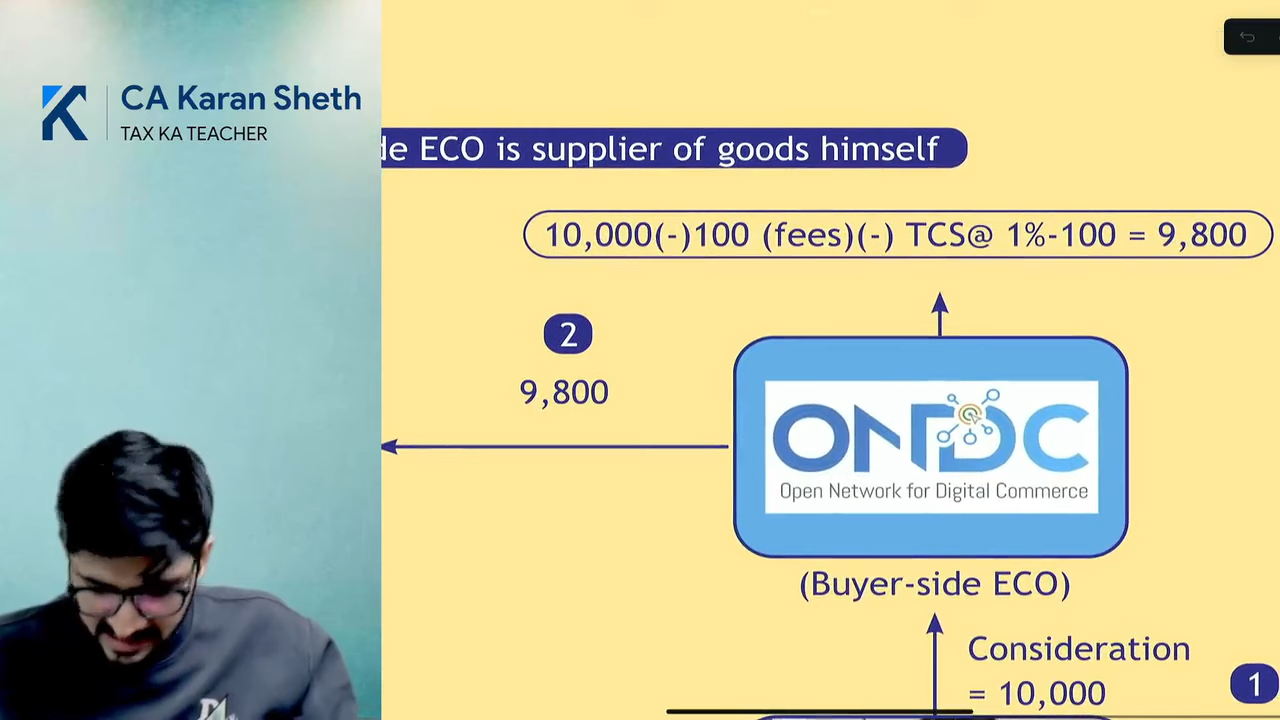 CA Karan Sheth
TAX KA TEACHER
de ECO is supplier of goods himself
10,000(-)100 (fees)(-) TCS@ 1%-100 = 9,800
2
9,800
ONDC
Open Network for Digital Commerce
(Buyer-side ECO)
Consideration
= 10,000
1